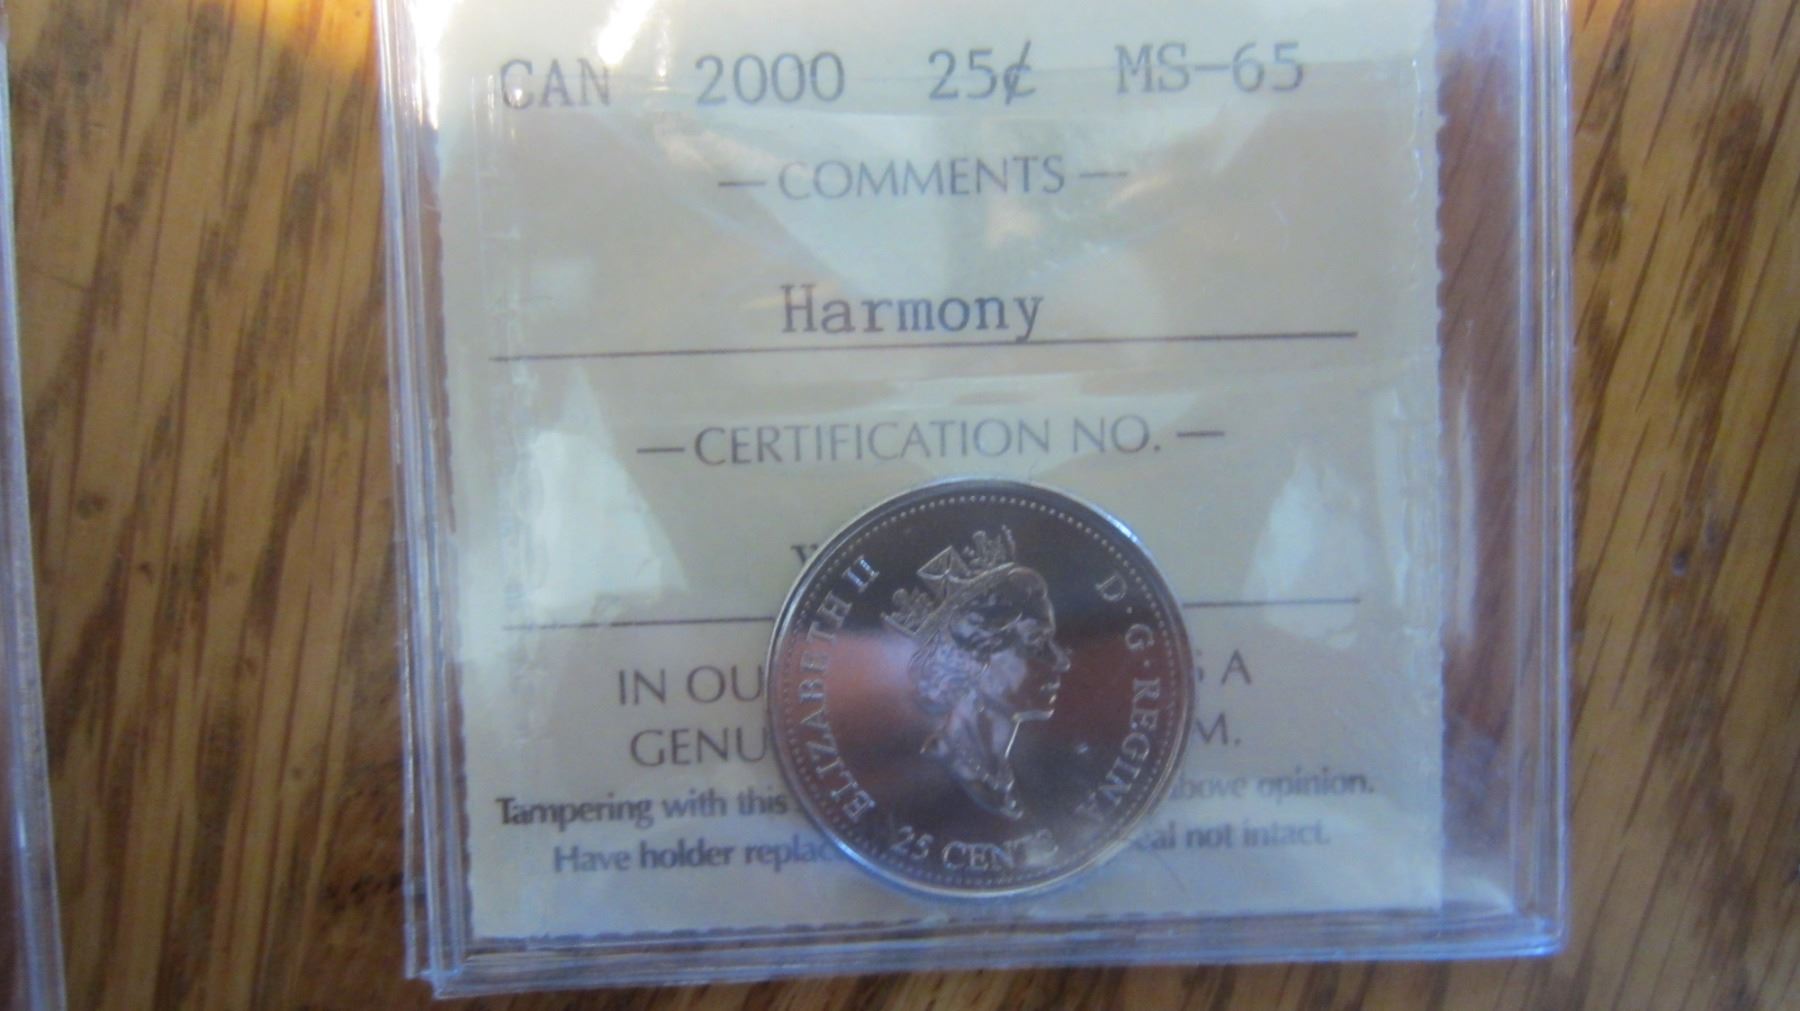 CAN 2000 25¢ MS-65
— COMMENTS —
Harmony
— CERTIFICATION NO. —
IN OU
S A
GENU
M.
Tampering with this
above opinion.
Have holder replac
eal not intact.
ELIZABETH II
D·G·REGINA
25 CENTS